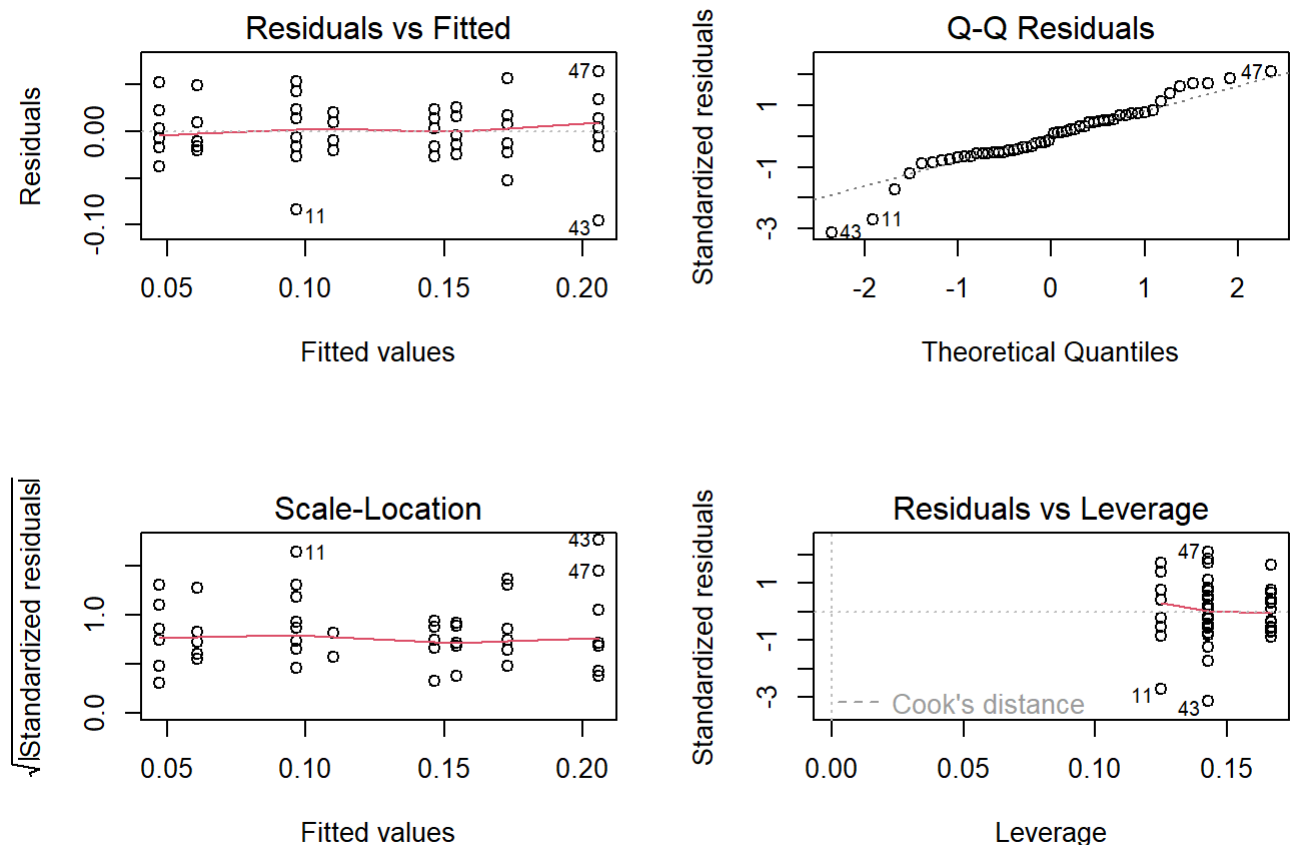 Residuals vs Fitted
Residuals
0.00
-0.10
47
11
43
0.05 0.10 0.15 0.20
Fitted values
Q-Q Residuals
Standardized residuals
1
-1
-3
47
43
11
-2 -1 0 1 2
Theoretical Quantiles
Scale-Location
√|Standardized residuals|
1.0
0.0
11
43
47
0.05 0.10 0.15 0.20
Fitted values
Residuals vs Leverage
Standardized residuals
1
-1
-3
47
11
43
Cook's distance
0.00 0.05 0.10 0.15
Leverage